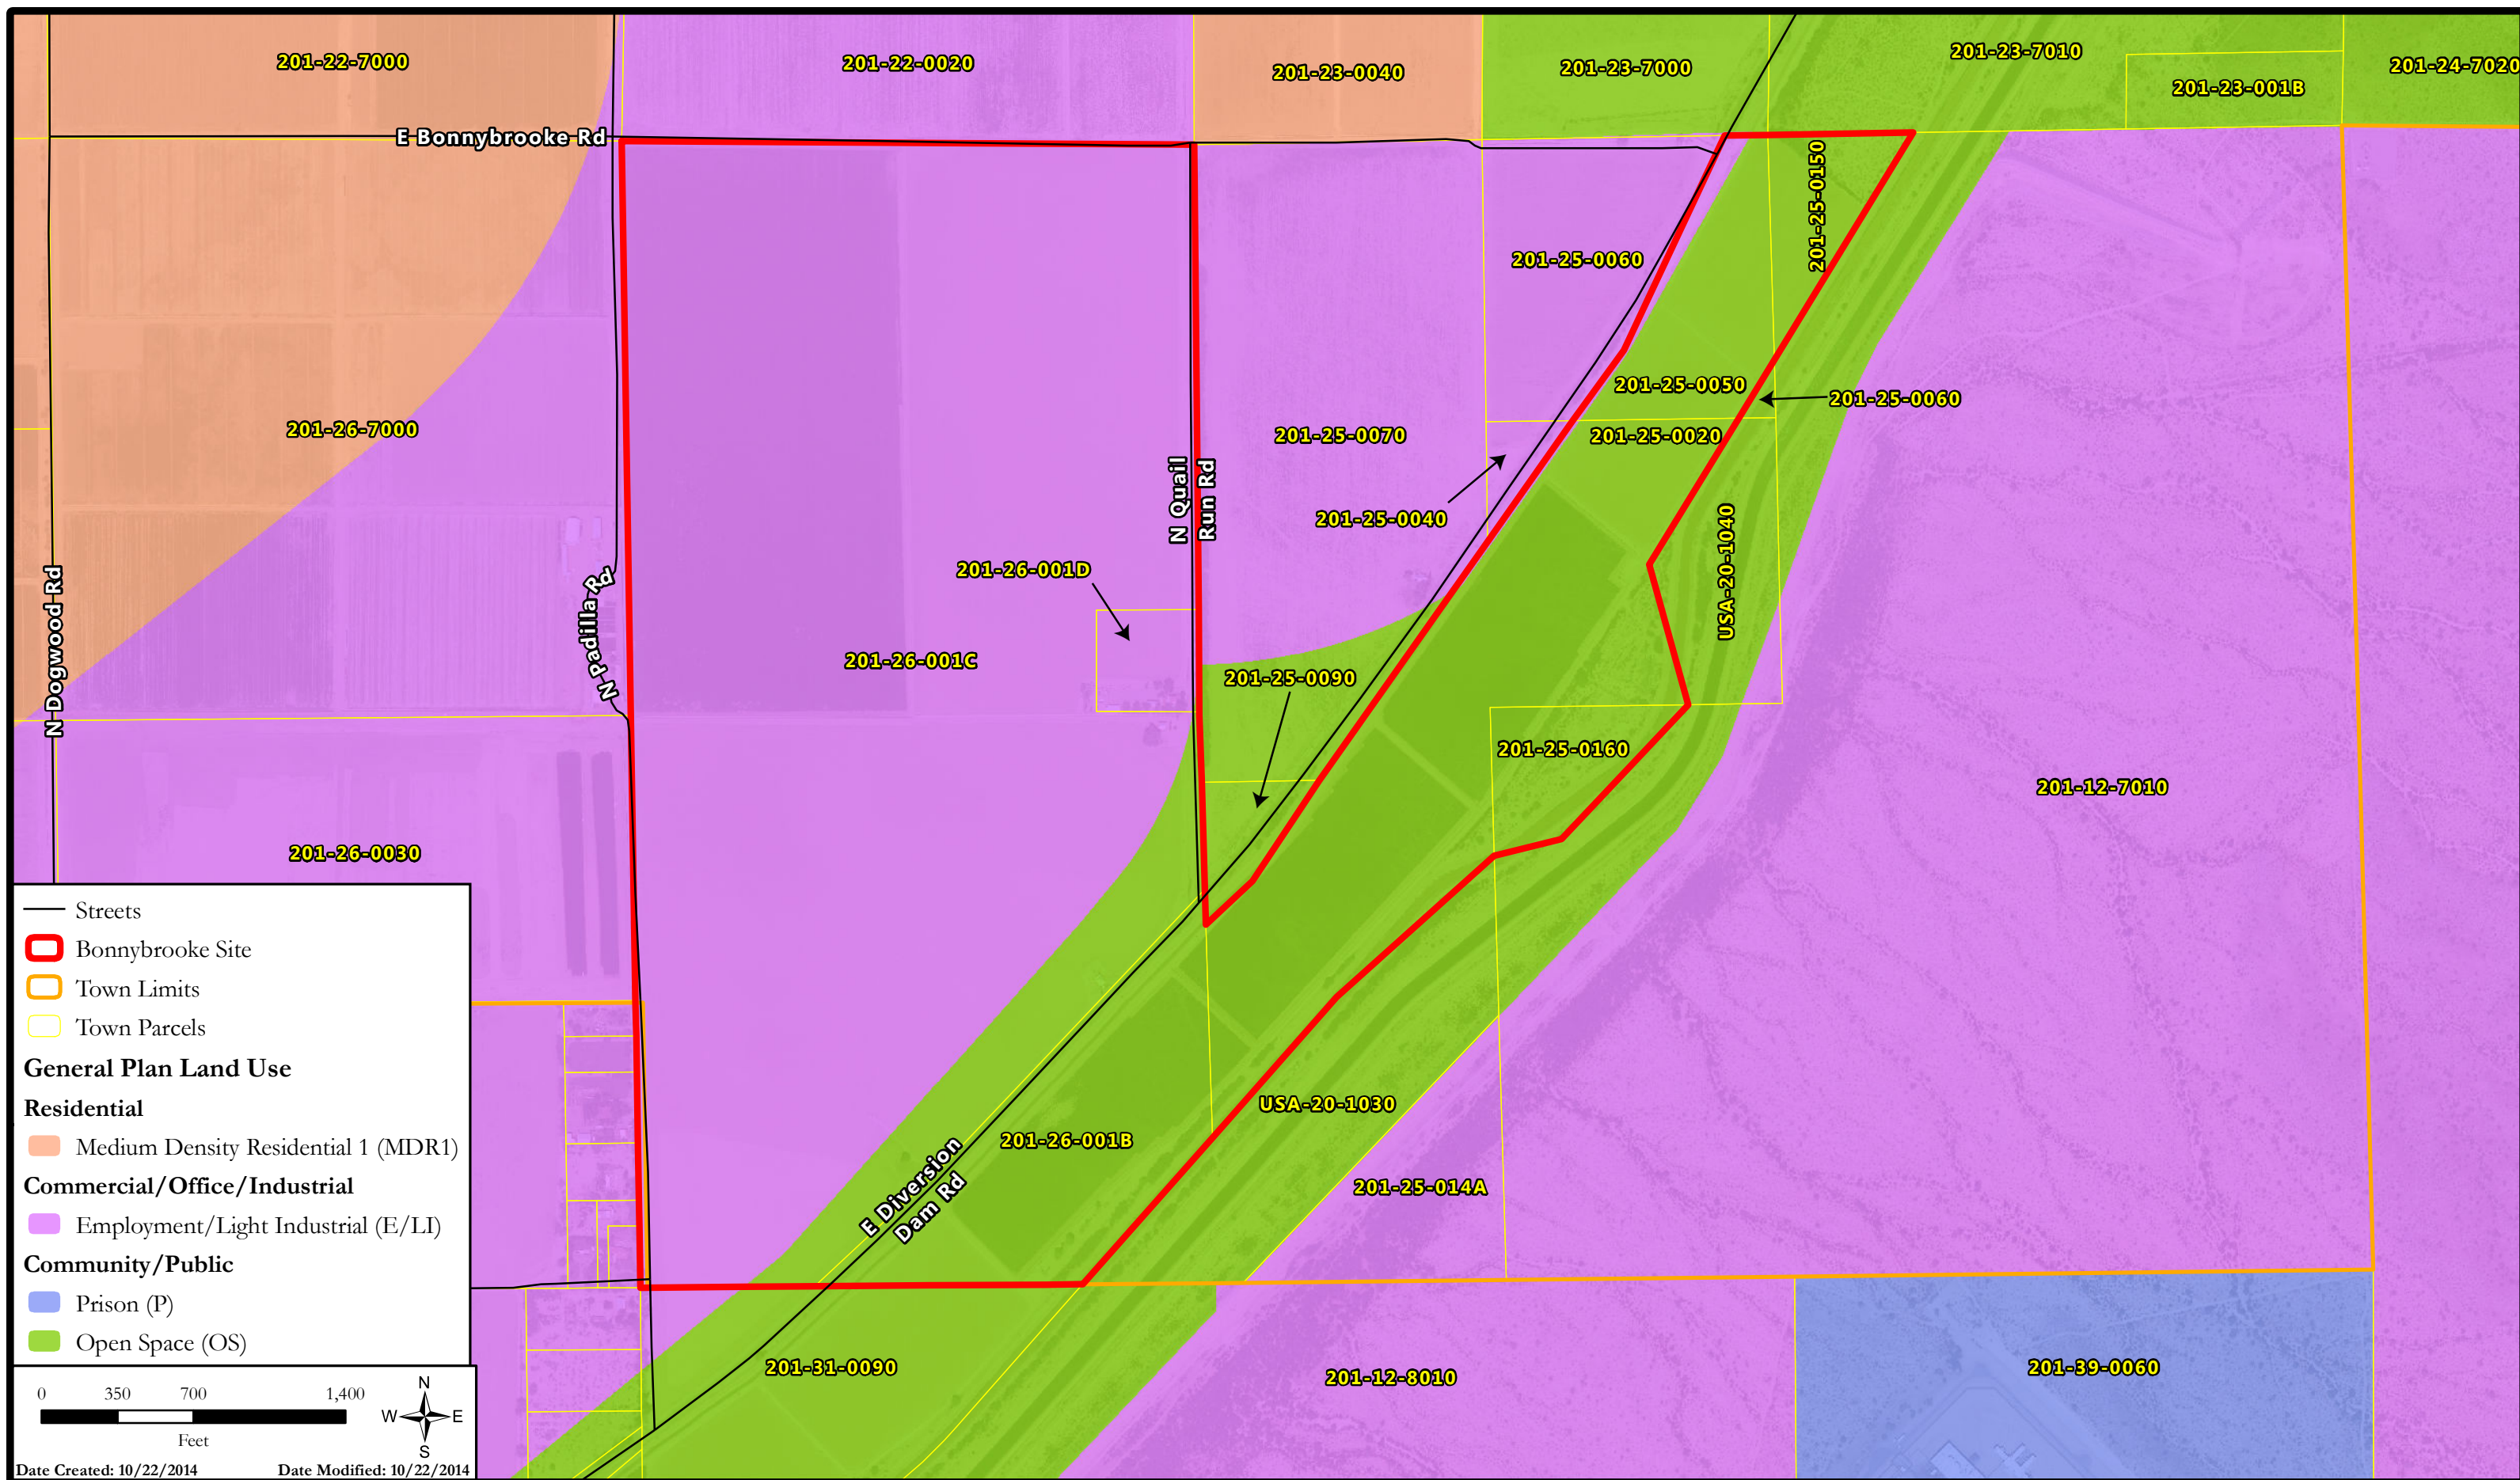 201-22-7000
201-22-0020
201-23-0040
201-23-7000
201-23-7010
201-23-001B
201-24-7020
E Bonnybrooke Rd
201-25-0150
201-25-0060
201-25-0050
201-25-0060
201-26-7000
201-25-0070
201-25-0020
N Quail
Run Rd
201-25-0040
USA-20-1040
201-26-001D
N Dogwood Rd
N Padilla Rd
201-26-001C
201-25-0090
201-25-0160
201-12-7010
201-26-0030
USA-20-1030
201-26-001B
E Diversion
Dam Rd
201-25-014A
201-31-0090
201-12-8010
201-39-0060
Streets
Bonnybrooke Site
Town Limits
Town Parcels
General Plan Land Use
Residential
Medium Density Residential 1 (MDR1)
Commercial/Office/Industrial
Employment/Light Industrial (E/LI)
Community/Public
Prison (P)
Open Space (OS)
0 350 700 1,400
Feet
N
W E
S
Date Created: 10/22/2014 Date Modified: 10/22/2014